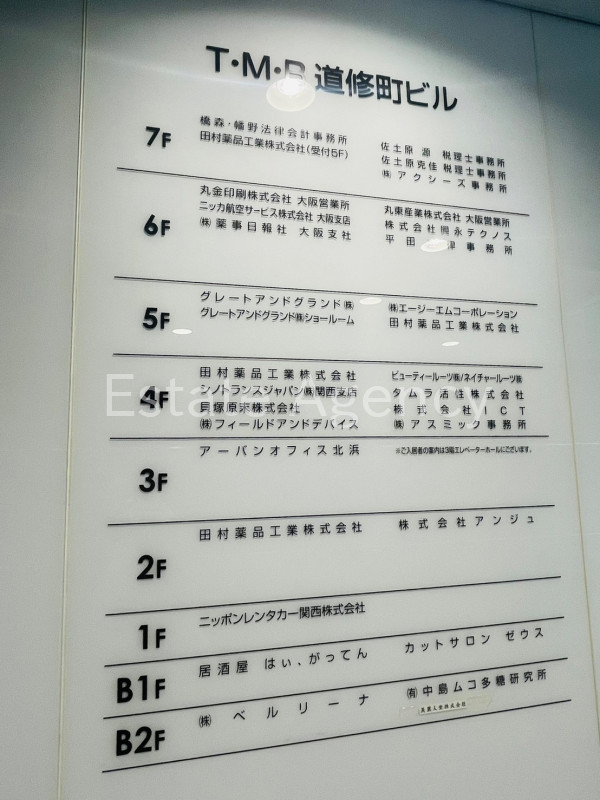 T・M・B 道修町ビル
7F
橋森・幡野法律会計事務所
田村薬品工業株式会社(受付5F)
佐土原 源 税理士事務所
佐土原克佳 税理士事務所
㈱アクシーズ事務所
6F
丸金印刷株式会社 大阪営業所
ニッカ航空サービス株式会社 大阪支店
㈱薬事日報社 大阪支社
丸東産業株式会社 大阪営業所
株式会社岡永テクノス
平田 事務所
5F
グレートアンドグランド㈱
グレートアンドグランド㈱ショールーム
㈱エージーエムコーポレーション
田村薬品工業株式会社
4F
田村薬品工業株式会社
シノトランスジャパン㈱関西支店
貝塚原末株式会社
㈱フィールドアンドデバイス
ビューティールーツ㈱/ネイチャールーツ㈱
タムラ活住株式会社
株式会社ICT
㈱アスミック事務所
3F
アーバンオフィス北浜
※ご入居者の案内は3階エレベーターホールにございます。
2F
田村薬品工業株式会社
株式会社アンジュ
1F
ニッポンレンタカー関西株式会社
B1F
居酒屋 はい、がってん
カットサロン ゼウス
B2F
㈱ベルリーナ
㈲中島ムコ多糖研究所
Estate Agency